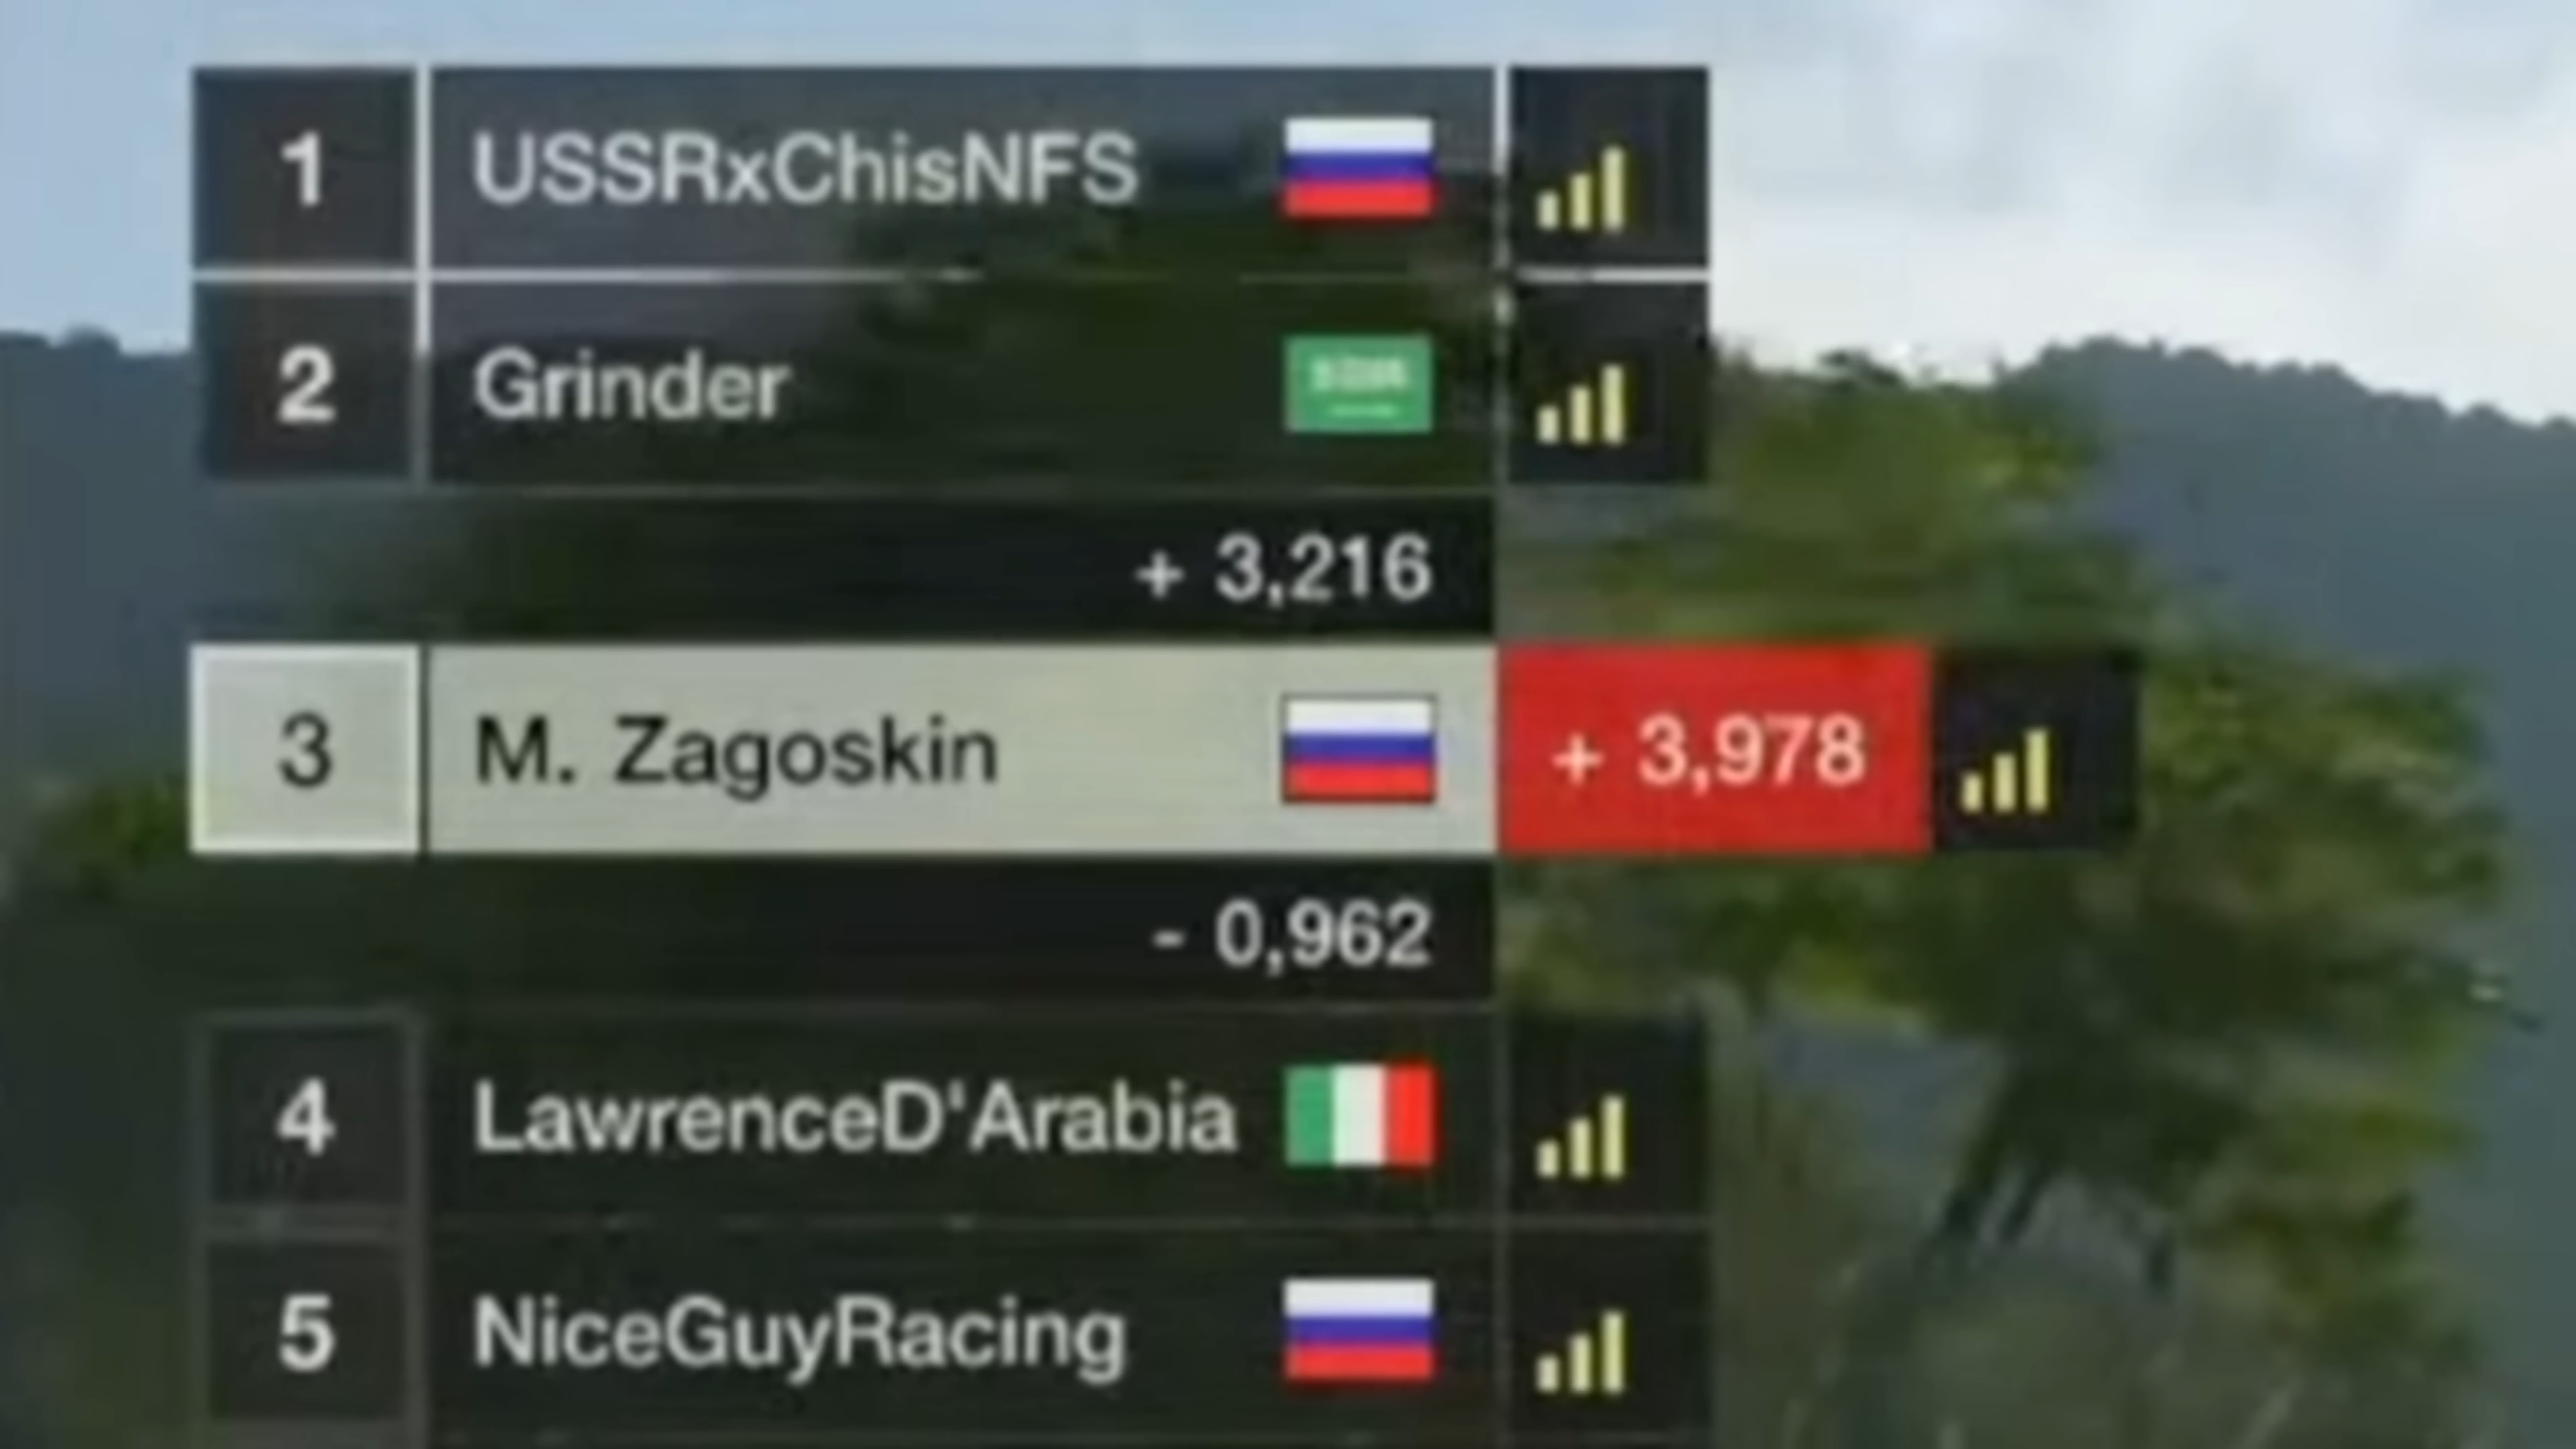 1 USSRxChisNFS
2 Grinder
+ 3,216
3 M. Zagoskin + 3,978
- 0,962
4 LawrenceD'Arabia
5 NiceGuyRacing